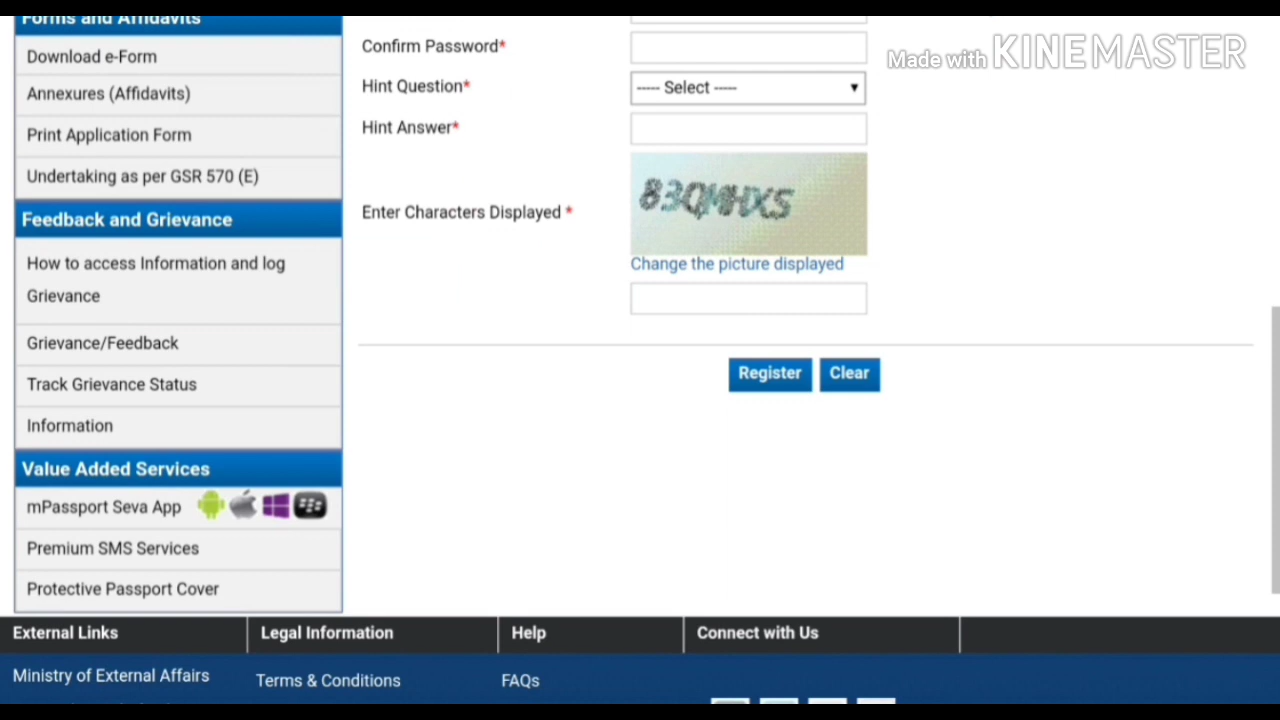 Forms and Affidavits
Download e-Form
Annexures (Affidavits)
Print Application Form
Undertaking as per GSR 570 (E)
Feedback and Grievance
How to access Information and log
Grievance
Grievance/Feedback
Track Grievance Status
Information
Value Added Services
mPassport Seva App
Premium SMS Services
Protective Passport Cover
Made with KINEMASTER
Confirm Password*
Hint Question*
----- Select -----
Hint Answer*
Enter Characters Displayed *
83QMHXS
Change the picture displayed
Register Clear
External Links
Legal Information
Help
Connect with Us
Ministry of External Affairs
Terms & Conditions
FAQs